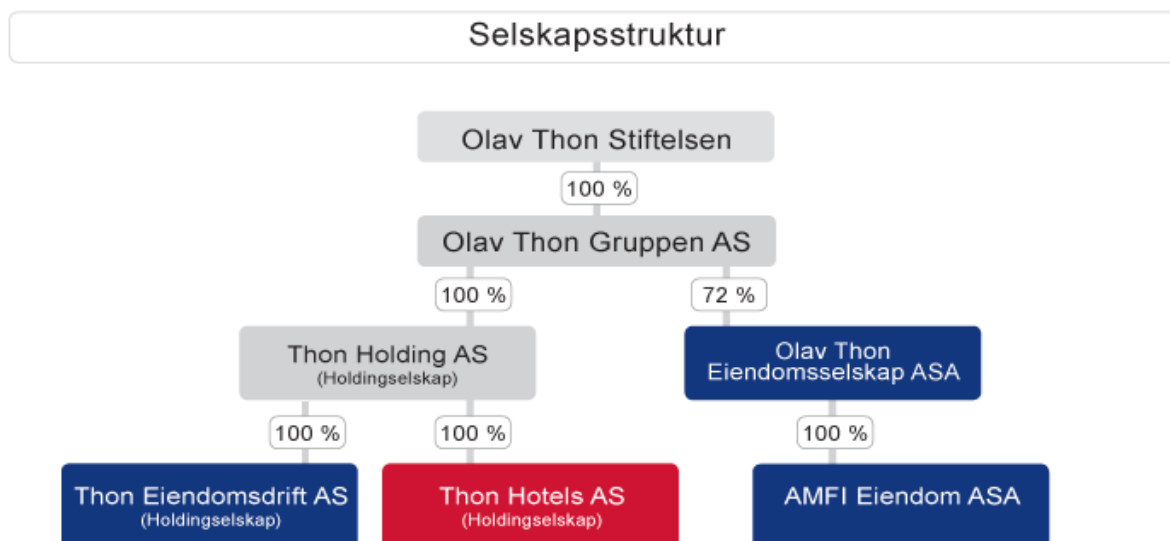 Selskapsstruktur
Olav Thon Stiftelsen
100 %
Olav Thon Gruppen AS
100 %
72 %
Thon Holding AS
(Holdingselskap)
Olav Thon
Eiendomsselskap ASA
100 %
100 %
100 %
Thon Eiendomsdrift AS
(Holdingselskap)
Thon Hotels AS
(Holdingselskap)
AMFI Eiendom ASA